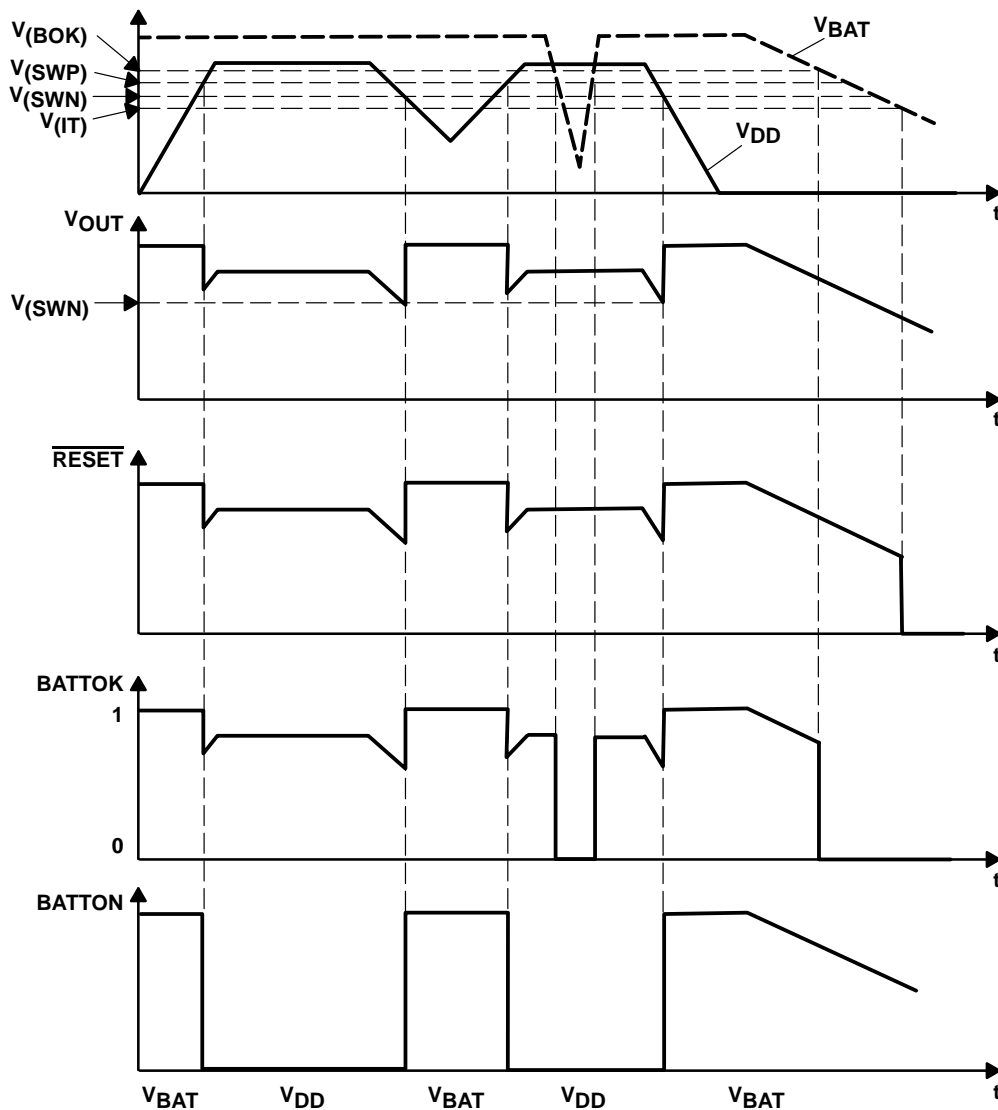 V(BOK)
V(SWP)
V(SWN)
V(IT)
VBAT
VDD
t
VOUT
V(SWN)
t
RESET
t
BATTOK
1
0
t
BATTON
t
VBAT VDD VBAT VDD VBAT